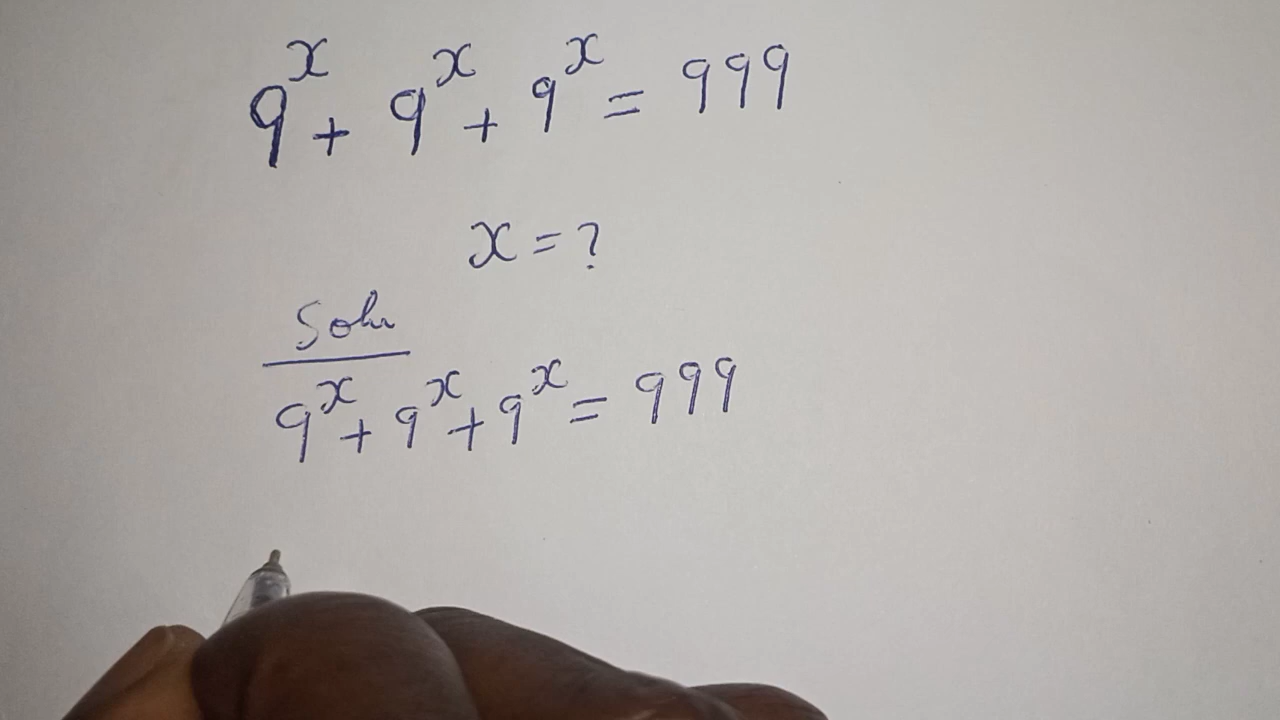 9^x + 9^x + 9^x = 999
x = ?
Soln
9^x + 9^x + 9^x = 999